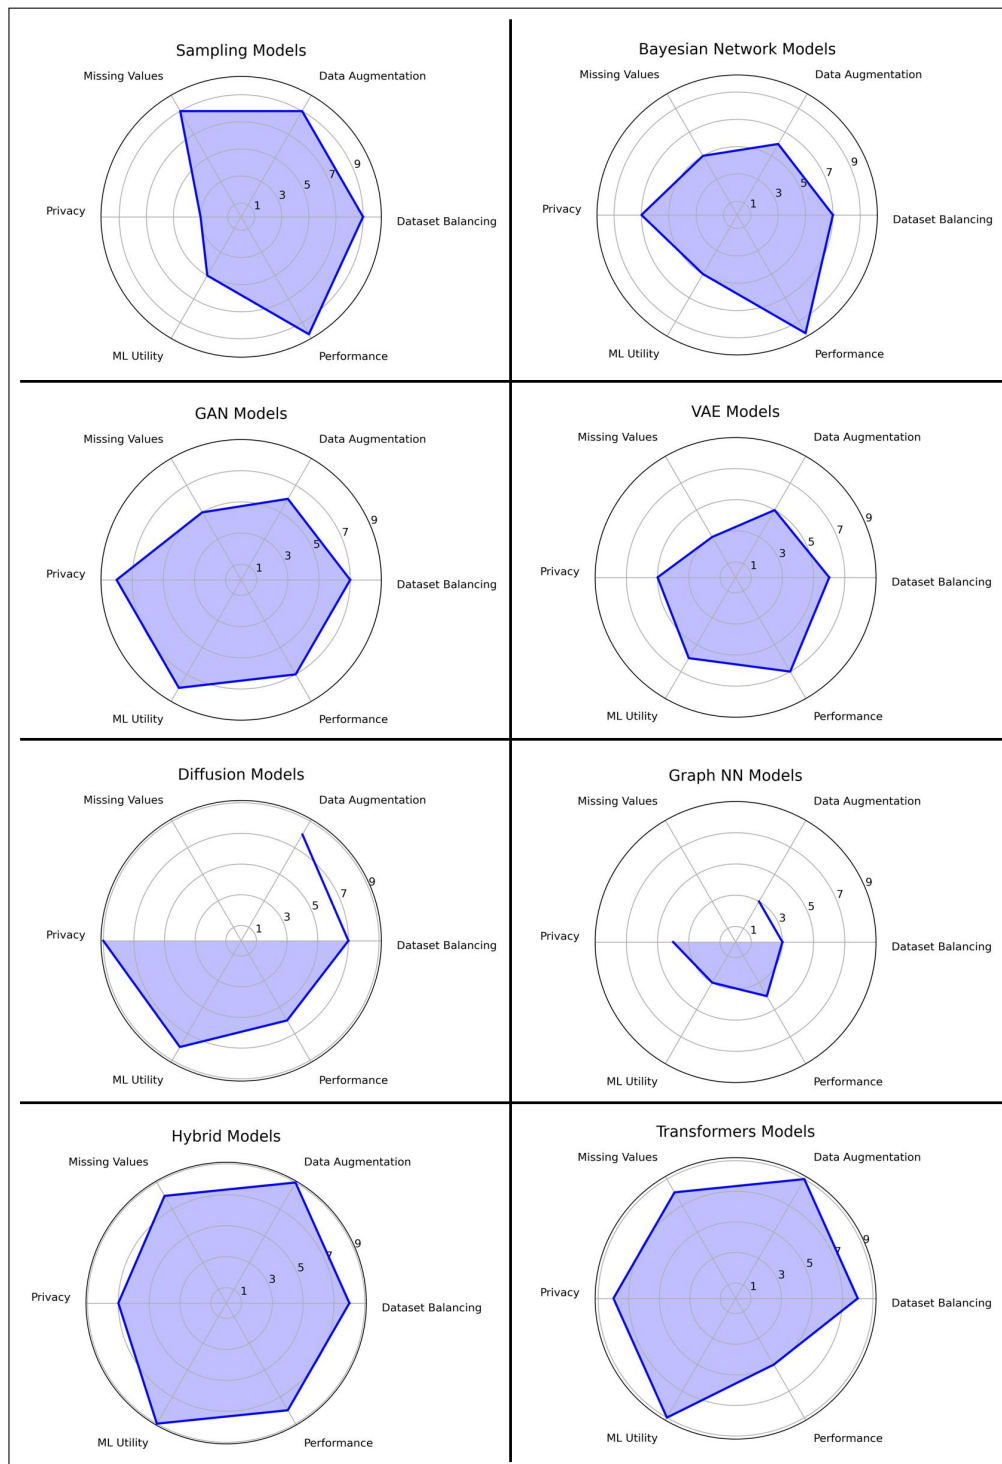 Sampling Models
Missing Values
Data Augmentation
9
7
5
3
1
Privacy
Dataset Balancing
ML Utility
Performance
Bayesian Network Models
Missing Values
Data Augmentation
9
7
5
3
1
Privacy
Dataset Balancing
ML Utility
Performance
GAN Models
Missing Values
Data Augmentation
9
7
5
3
1
Privacy
Dataset Balancing
ML Utility
Performance
VAE Models
Missing Values
Data Augmentation
9
7
5
3
1
Privacy
Dataset Balancing
ML Utility
Performance
Diffusion Models
Missing Values
Data Augmentation
9
7
5
3
1
Privacy
Dataset Balancing
ML Utility
Performance
Graph NN Models
Missing Values
Data Augmentation
9
7
5
3
1
Privacy
Dataset Balancing
ML Utility
Performance
Hybrid Models
Missing Values
Data Augmentation
9
7
5
3
1
Privacy
Dataset Balancing
ML Utility
Performance
Transformers Models
Missing Values
Data Augmentation
9
7
5
3
1
Privacy
Dataset Balancing
ML Utility
Performance